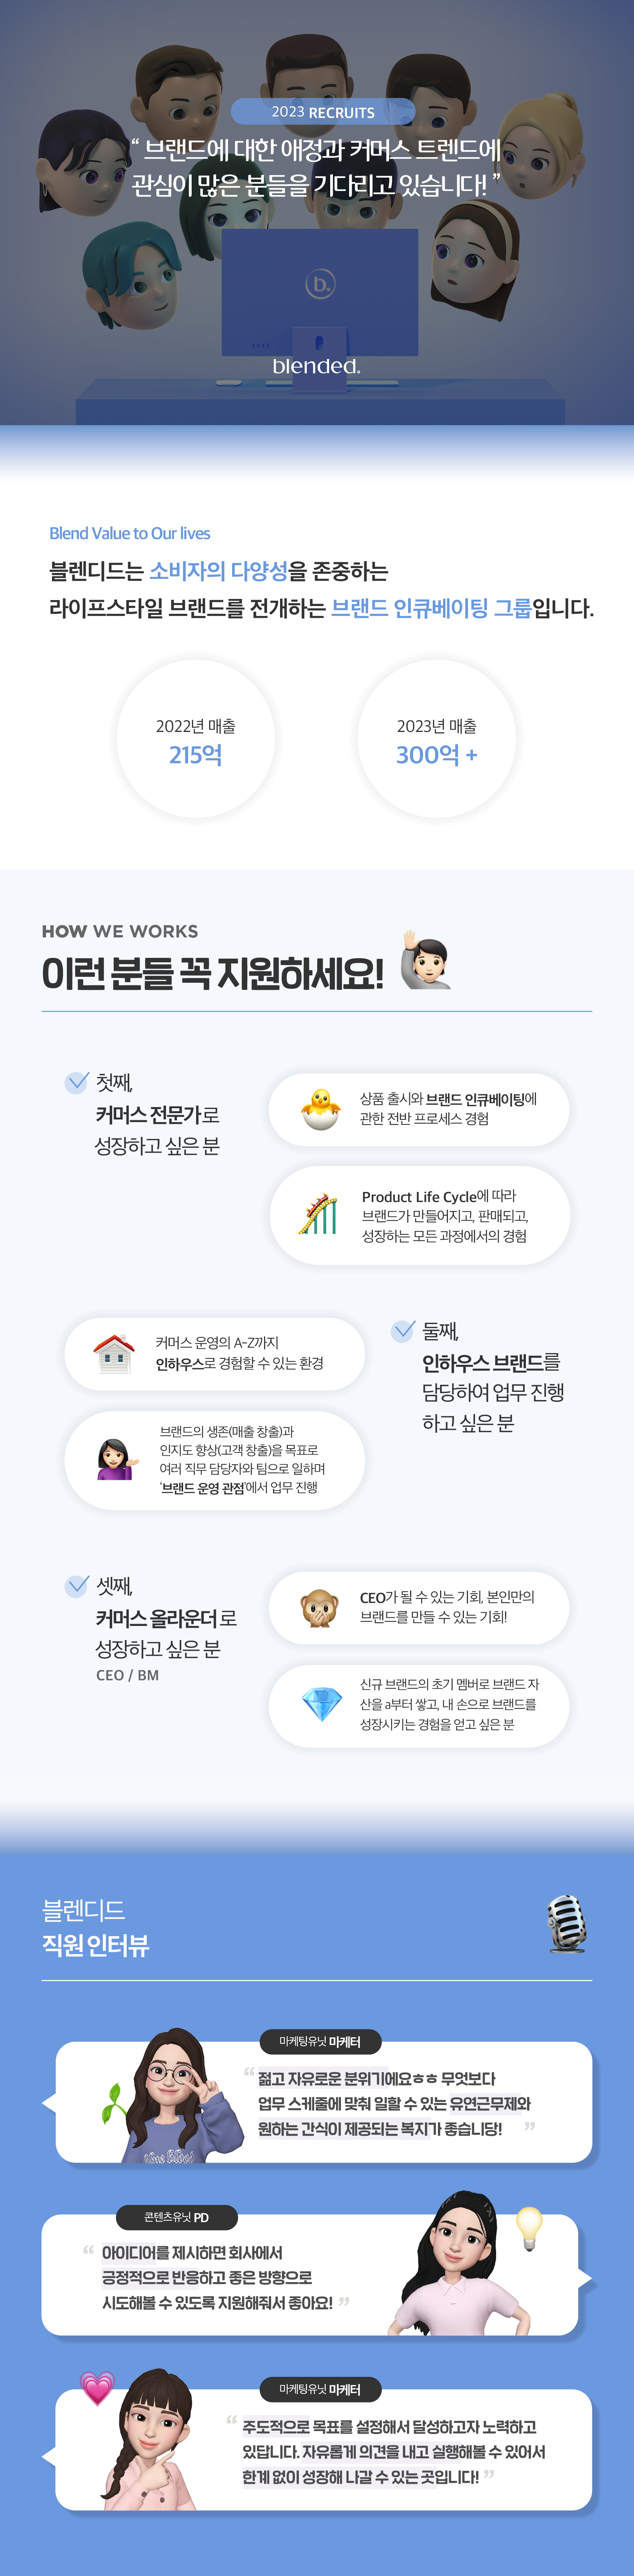 2023 RECRUITS
“ 브랜드에 대한 애정과 커머스 트렌드에
관심이 많은 분들을 기다리고 있습니다! ”
b.
blended.
Blend Value to Our lives
블렌디드는 소비자의 다양성을 존중하는
라이프스타일 브랜드를 전개하는 브랜드 인큐베이팅 그룹입니다.
2022년 매출
215억
2023년 매출
300억 +
HOW WE WORKS
이런 분들 꼭 지원하세요!
첫째,
커머스 전문가로
성장하고 싶은 분
상품 출시와 브랜드 인큐베이팅에
관한 전반 프로세스 경험
Product Life Cycle에 따라
브랜드가 만들어지고, 판매되고,
성장하는 모든 과정에서의 경험
둘째,
인하우스 브랜드를
담당하여 업무 진행
하고 싶은 분
커머스 운영의 A-Z까지
인하우스로 경험할 수 있는 환경
브랜드의 생존(매출 창출)과
인지도 향상(고객 창출)을 목표로
여러 직무 담당자와 팀으로 일하며
'브랜드 운영 관점'에서 업무 진행
셋째,
커머스 올라운더 로
성장하고 싶은 분
CEO / BM
CEO가 될 수 있는 기회, 본인만의
브랜드를 만들 수 있는 기회!
신규 브랜드의 초기 멤버로 브랜드 자
산을 a부터 쌓고, 내 손으로 브랜드를
성장시키는 경험을 얻고 싶은 분
블렌디드
직원 인터뷰
마케팅유닛 마케터
“ 젊고 자유로운 분위기에요ㅎㅎ 무엇보다
업무 스케줄에 맞춰 일할 수 있는 유연근무제와
원하는 간식이 제공되는 복지가 좋습니당! ”
콘텐츠유닛 PD
“ 아이디어를 제시하면 회사에서
긍정적으로 반응하고 좋은 방향으로
시도해볼 수 있도록 지원해줘서 좋아요! ”
마케팅유닛 마케터
“ 주도적으로 목표를 설정해서 달성하고자 노력하고
있답니다. 자유롭게 의견을 내고 실행해볼 수 있어서
한계 없이 성장해 나갈 수 있는 곳입니다! ”